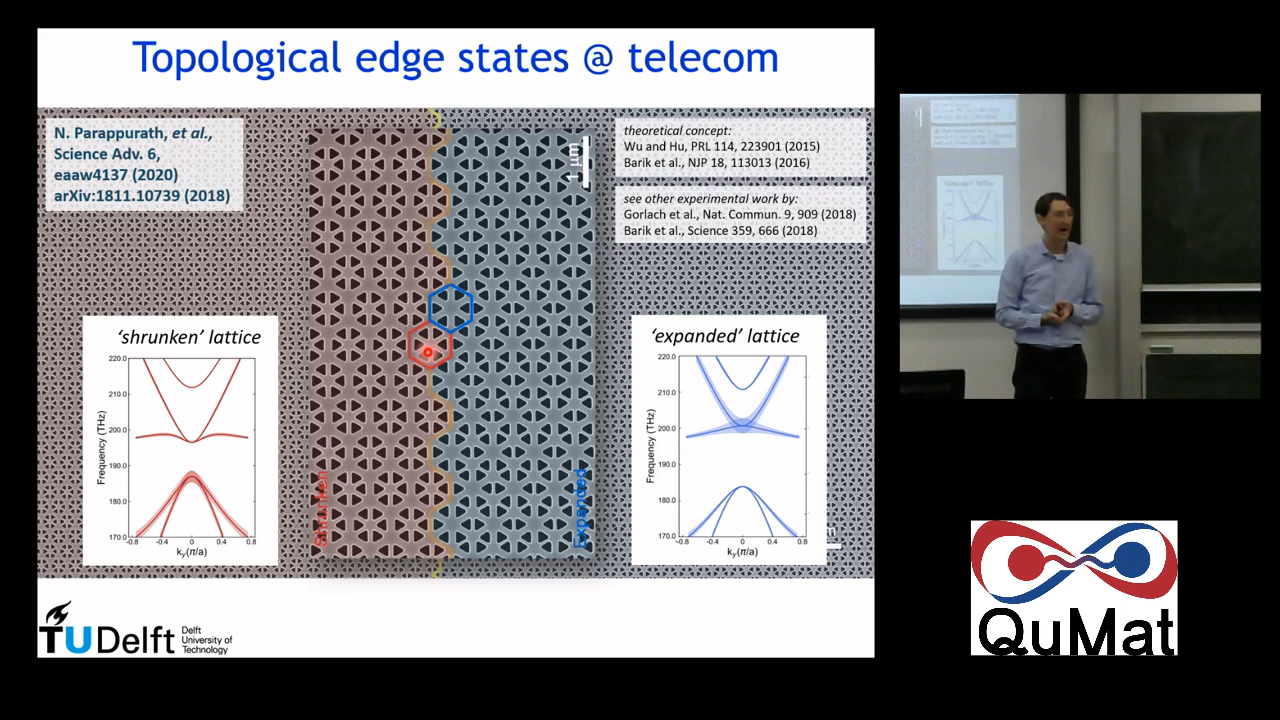 Topological edge states @ telecom
N. Parappurath, et al.,
Science Adv. 6,
eaaw4137 (2020)
arXiv:1811.10739 (2018)
theoretical concept:
Wu and Hu, PRL 114, 223901 (2015)
Barik et al., NJP 18, 113013 (2016)
see other experimental work by:
Gorlach et al., Nat. Commun. 9, 909 (2018)
Barik et al., Science 359, 666 (2018)
1 μm
'shrunken' lattice
220.0
210.0
200.0
190.0
180.0
170.0
Frequency (THz)
-0.8 -0.4 0 0.4 0.8
ky(π/a)
Shrunken
Expanded
'expanded' lattice
220.0
210.0
200.0
190.0
180.0
170.0
Frequency (THz)
-0.8 -0.4 0 0.4 0.8
ky(π/a)
TUDelft
Delft
University of
Technology
QuMat